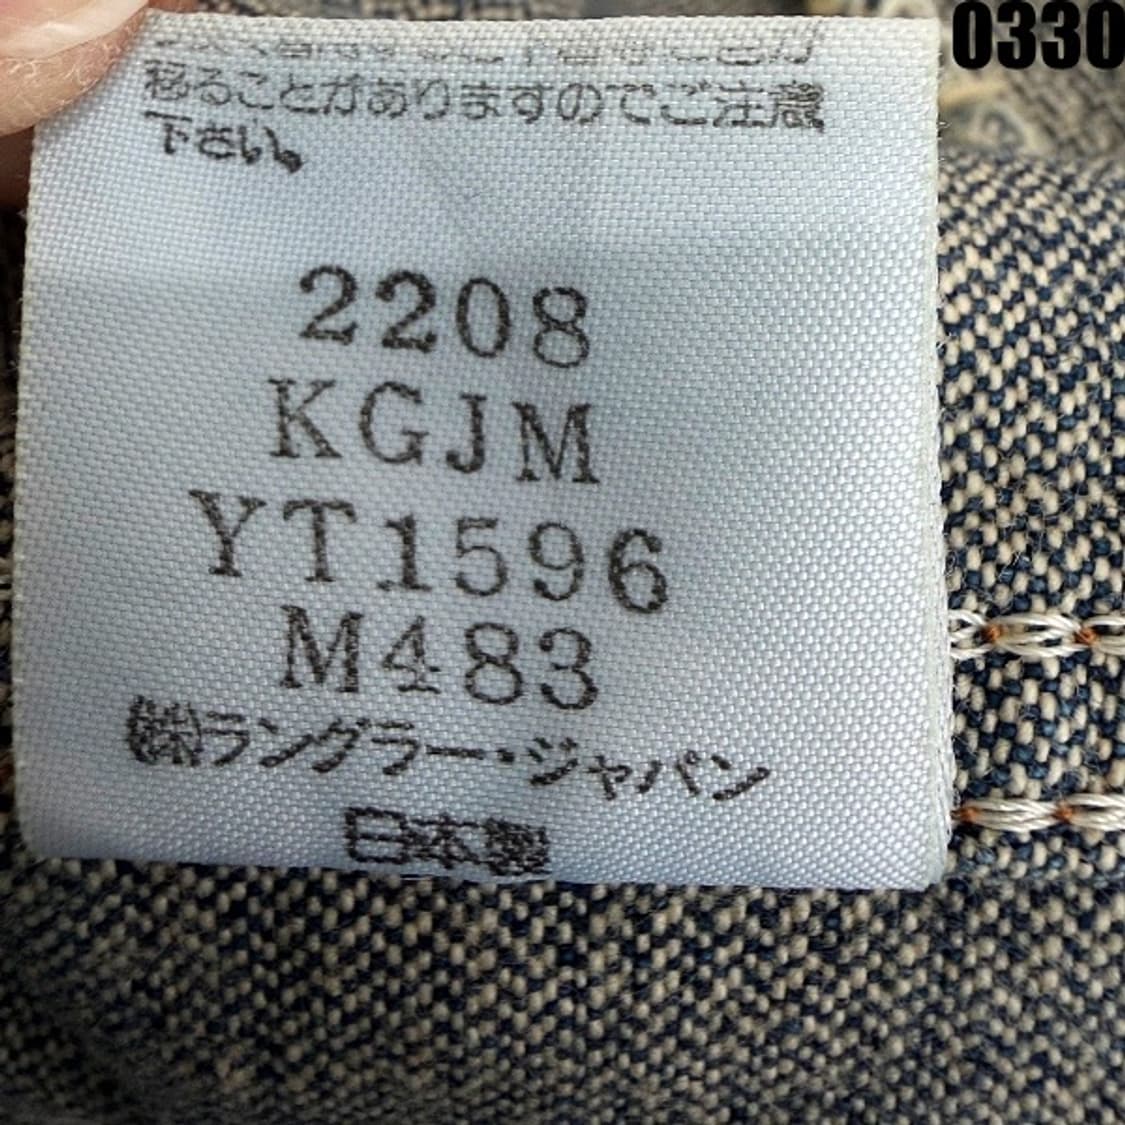 0330
移ることがありますのでご注意
下さい。
2208
KGJM
YT1596
M483
㈱ラングラー・ジャパン
日本製